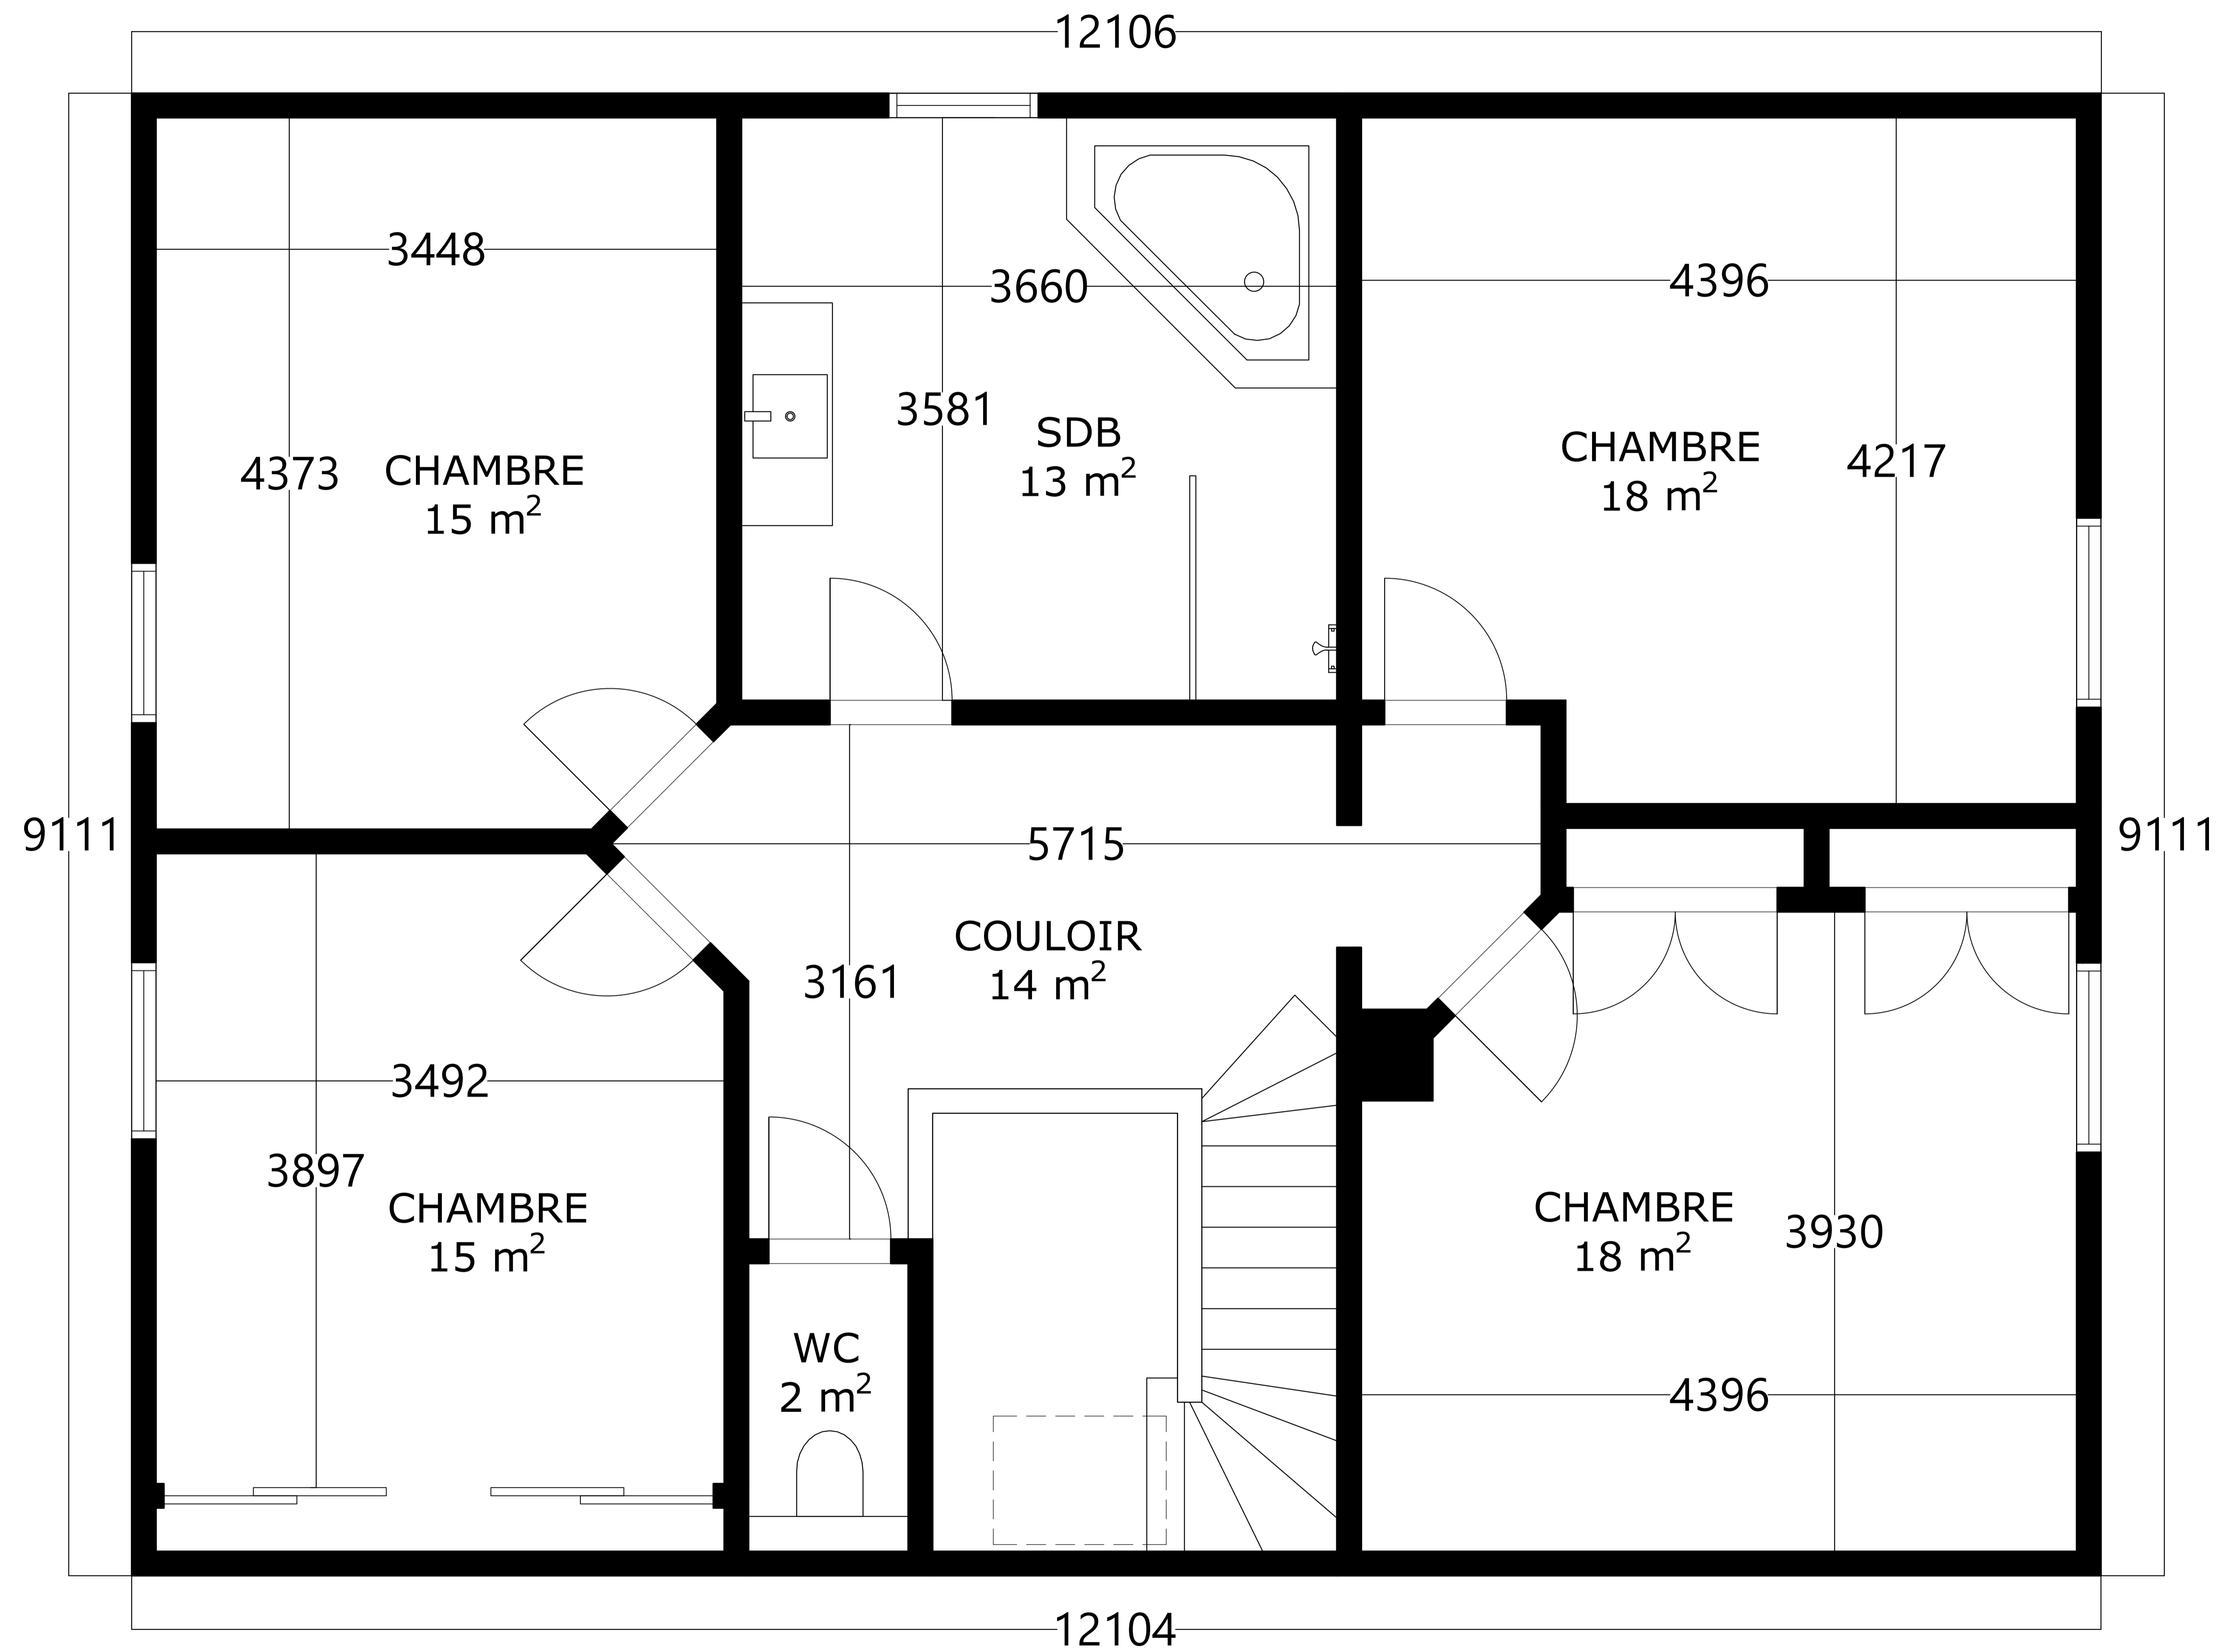 12106
3448
3660
4396
3581
SDB
13 m²
CHAMBRE
15 m²
4373
CHAMBRE
18 m²
4217
9111
5715
9111
COULOIR
14 m²
3161
3492
3897
CHAMBRE
15 m²
CHAMBRE
18 m²
3930
WC
2 m²
4396
12104